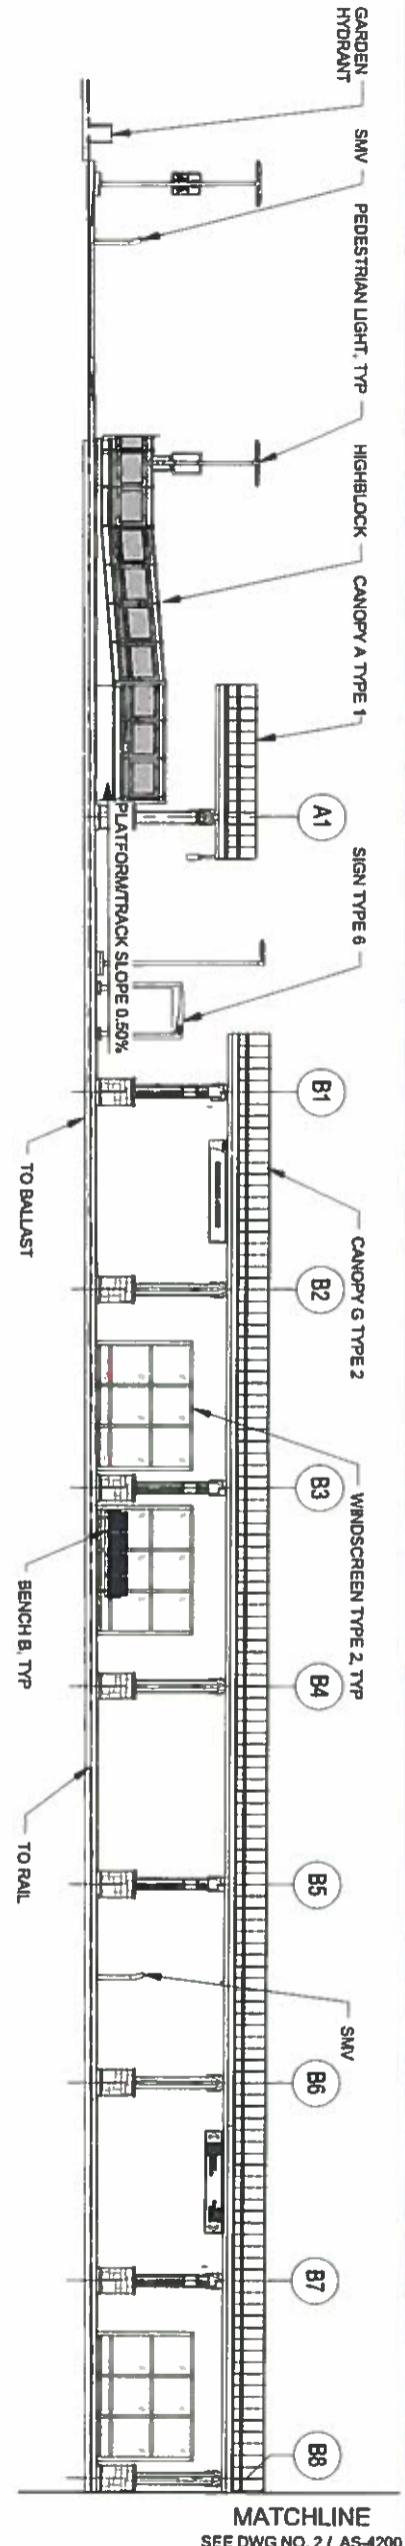 GARDEN
HYDRANT
SMV
PEDESTRIAN LIGHT, TYP
HIGHBLOCK
CANOPY A TYPE 1
A1
SIGN TYPE 6
PLATFORM/TRACK SLOPE 0.50%
B1
TO BALLAST
CANOPY G TYPE 2
B2
WINDSCREEN TYPE 2, TYP
B3
BENCH B, TYP
B4
TO RAIL
B5
SMV
B6
B7
B8
MATCHLINE
SEE DWG NO. 2 / AS-4200